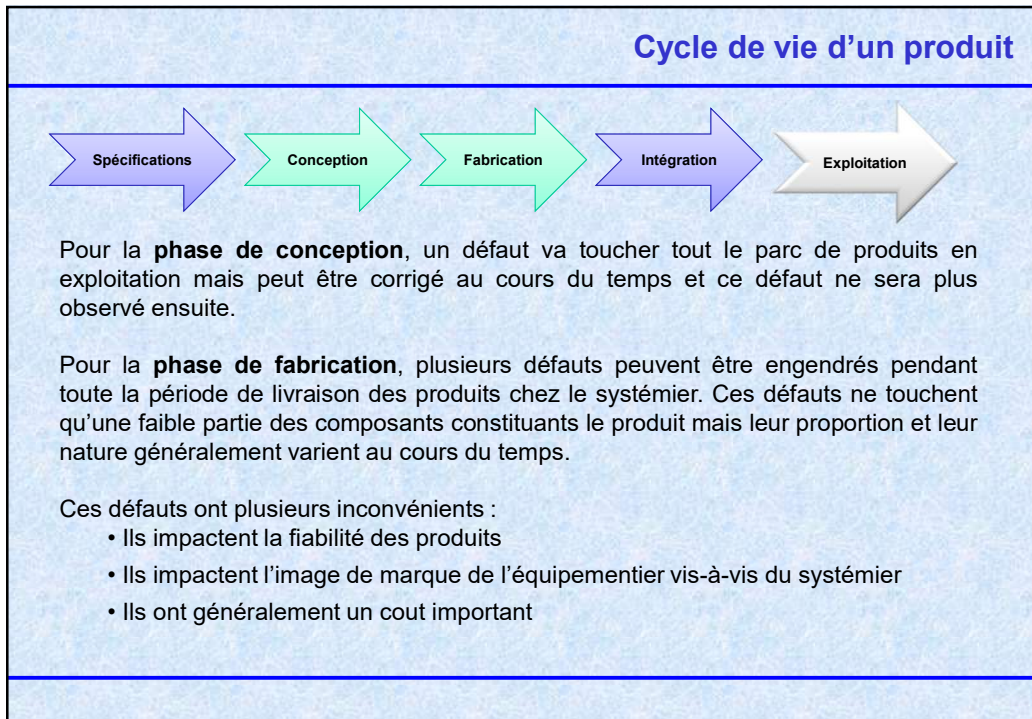 Cycle de vie d’un produit
Spécifications
Conception
Fabrication
Intégration
Exploitation
Pour la phase de conception, un défaut va toucher tout le parc de produits en
exploitation mais peut être corrigé au cours du temps et ce défaut ne sera plus
observé ensuite.
Pour la phase de fabrication, plusieurs défauts peuvent être engendrés pendant
toute la période de livraison des produits chez le systémier. Ces défauts ne touchent
qu’une faible partie des composants constituants le produit mais leur proportion et leur
nature généralement varient au cours du temps.
Ces défauts ont plusieurs inconvénients :
• Ils impactent la fiabilité des produits
• Ils impactent l’image de marque de l’équipementier vis-à-vis du systémier
• Ils ont généralement un cout important